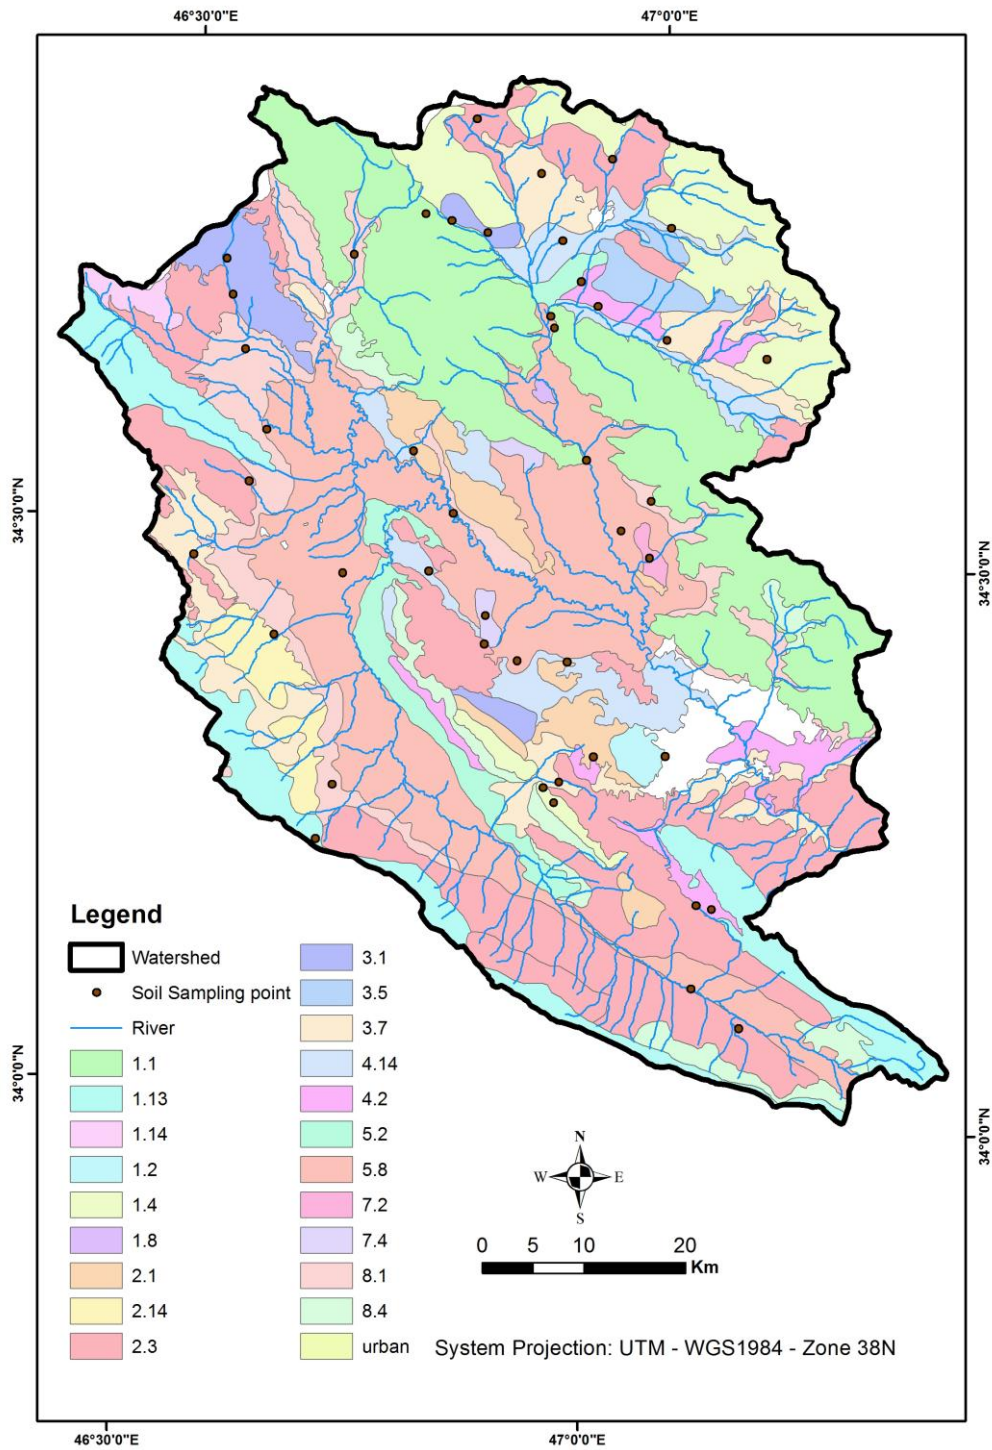 46°30'0"E
47°0'0"E
34°30'0"N
34°30'0"N
Legend
Watershed
Soil Sampling point
River
1.1
1.13
1.14
1.2
1.4
1.8
2.1
2.14
2.3
3.1
3.5
3.7
4.14
4.2
5.2
5.8
7.2
7.4
8.1
8.4
urban
34°0'0"N
34°0'0"N
N
W
E
S
0 5 10 20
Km
System Projection: UTM - WGS1984 - Zone 38N
46°30'0"E
47°0'0"E